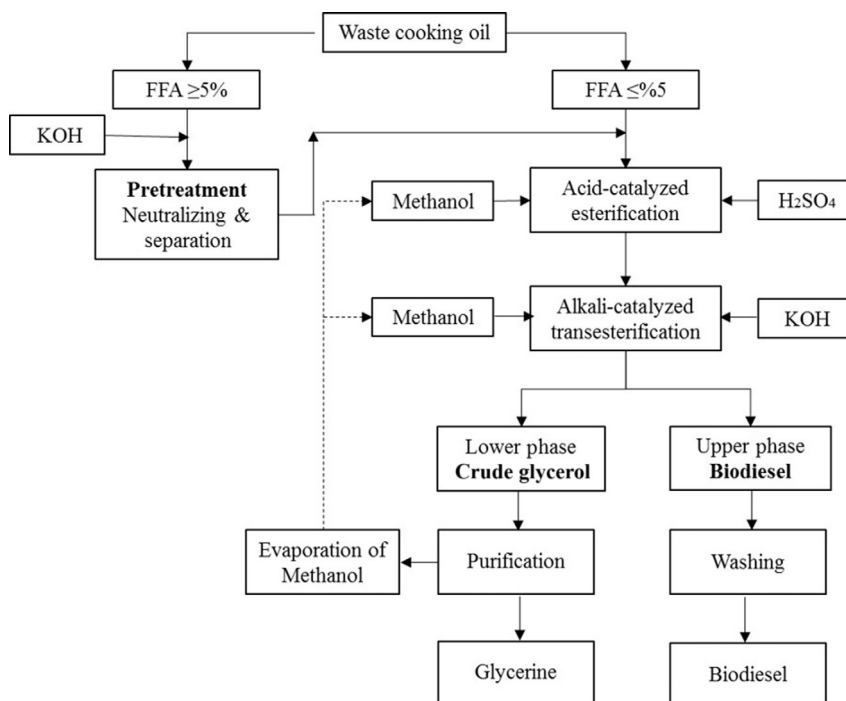 Waste cooking oil
FFA ≥5%
FFA ≤%5
KOH
Pretreatment
Neutralizing &
separation
Methanol
Acid-catalyzed
esterification
H₂SO₄
Methanol
Alkali-catalyzed
transesterification
KOH
Lower phase
Crude glycerol
Upper phase
Biodiesel
Evaporation of
Methanol
Purification
Washing
Glycerine
Biodiesel